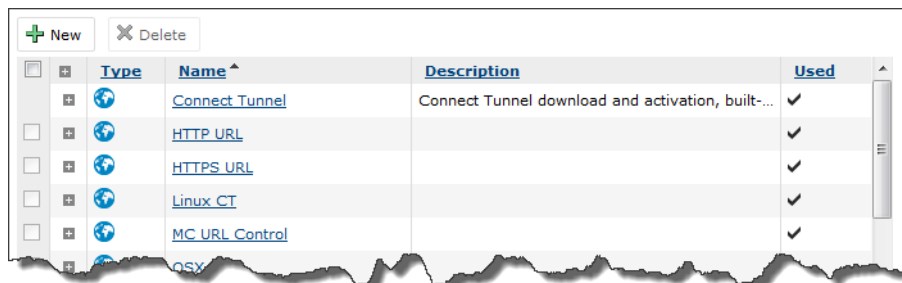 New Delete
Type Name Description Used
Connect Tunnel Connect Tunnel download and activation, built-...
HTTP URL
HTTPS URL
Linux CT
MC URL Control
OSX